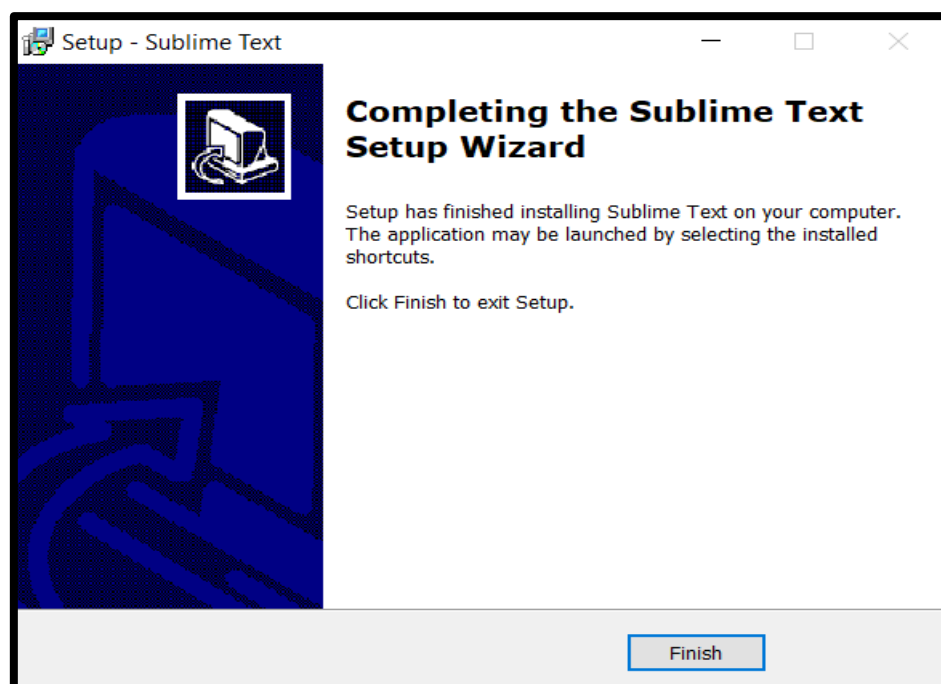 Setup - Sublime Text
Completing the Sublime Text
Setup Wizard
Setup has finished installing Sublime Text on your computer.
The application may be launched by selecting the installed
shortcuts.
Click Finish to exit Setup.
Finish